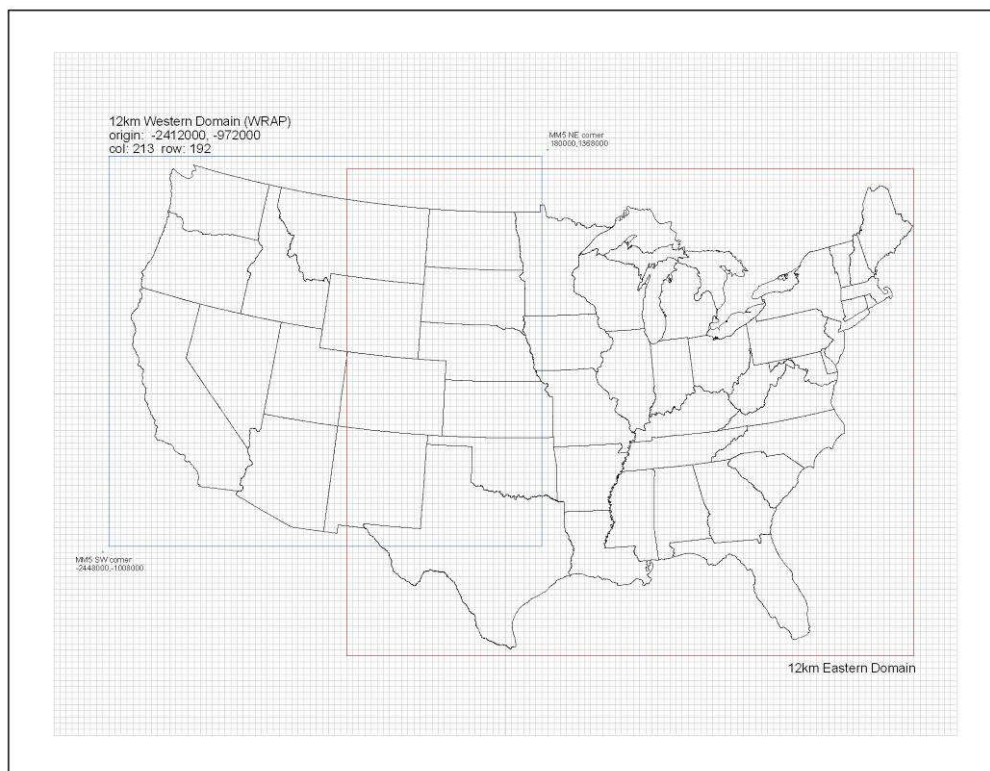 12km Western Domain (WRAP)
origin: -2412000, -972000
col: 213 row: 192
MM5 NE corner
180000,1368000
MM5 SW corner
-2448000,-1008000
12km Eastern Domain